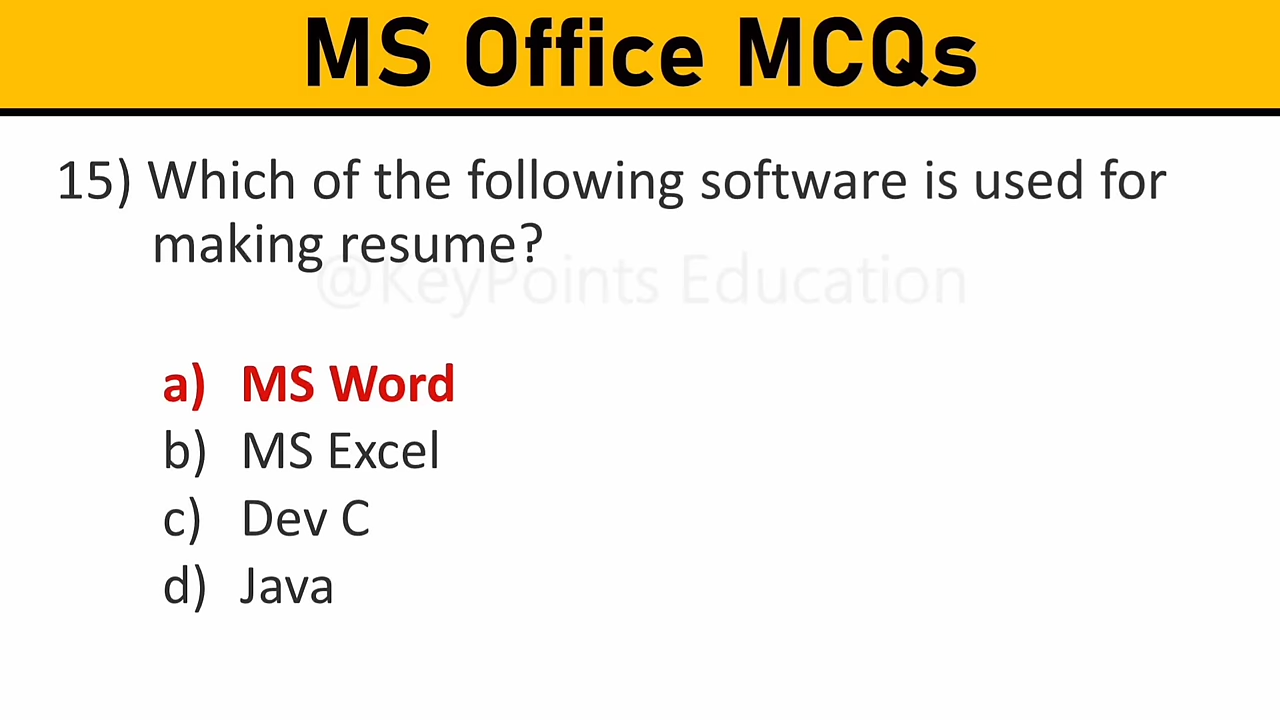 MS Office MCQs
15) Which of the following software is used for
making resume?
@KeyPoints Education
a) MS Word
b) MS Excel
c) Dev C
d) Java